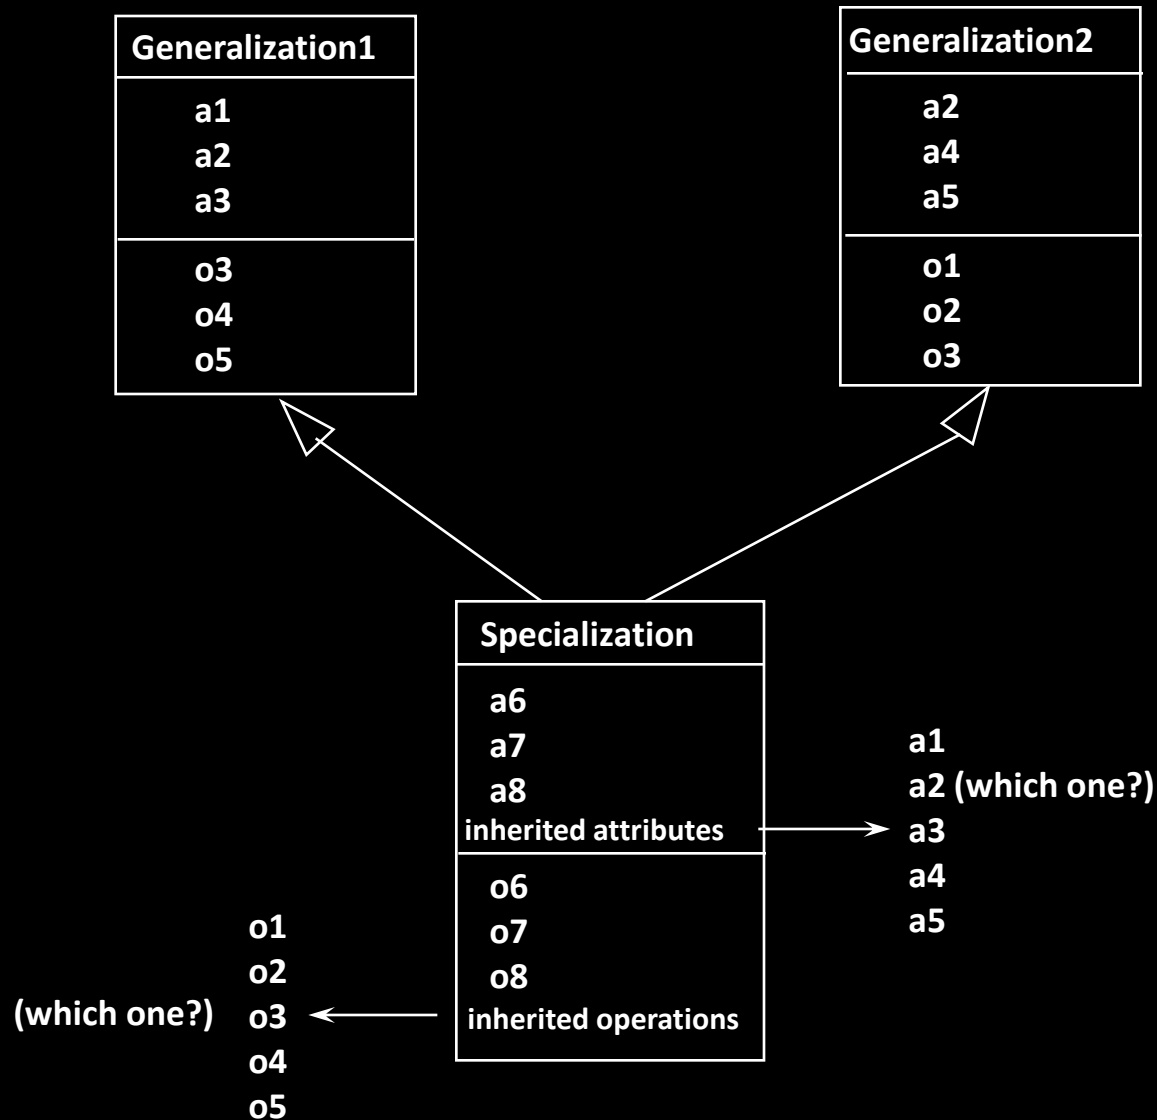 Generalization1
a1
a2
a3
o3
o4
o5
Generalization2
a2
a4
a5
o1
o2
o3
Specialization
a6
a7
a8
inherited attributes
o6
o7
o8
inherited operations
a1
a2 (which one?)
a3
a4
a5
o1
o2
(which one?) o3
o4
o5